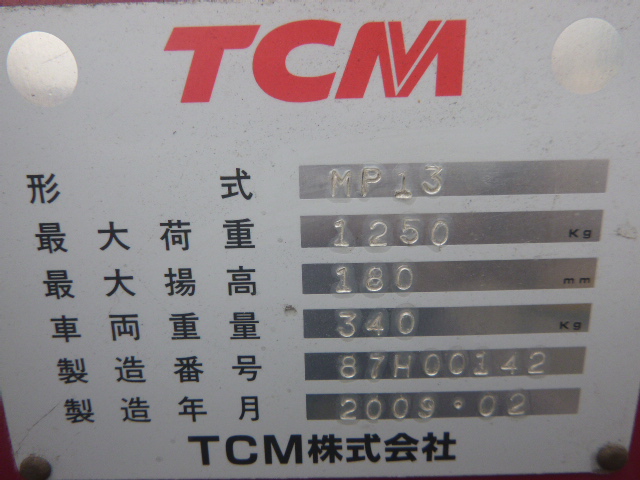 TCM
形式 MP13
最大荷重 1250 Kg
最大揚高 180 mm
車両重量 340 Kg
製造番号 87H00142
製造年月 2009・02
TCM株式会社